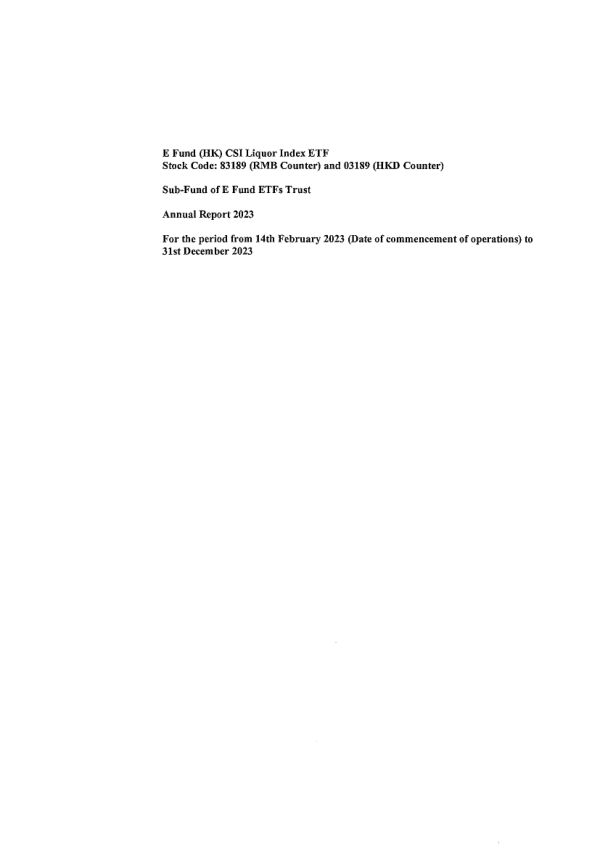 E Fund (HK) CSI Liquor Index ETF
Stock Code: 83189 (RMB Counter) and 03189 (HKD Counter)
Sub-Fund of E Fund ETFs Trust
Annual Report 2023
For the period from 14th February 2023 (Date of commencement of operations) to
31st December 2023